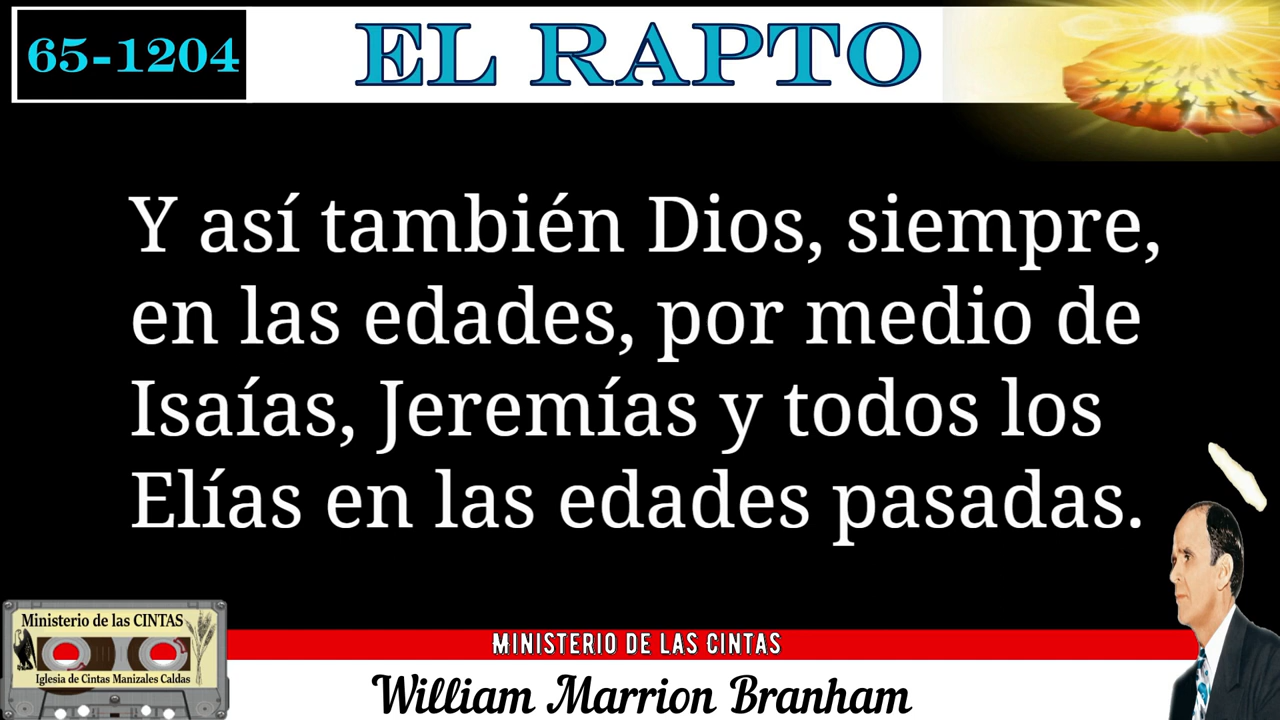 65-1204
EL RAPTO
Y así también Dios, siempre,
en las edades, por medio de
Isaías, Jeremías y todos los
Elías en las edades pasadas.
Ministerio de las CINTAS
Iglesia de Cintas Manizales Caldas
MINISTERIO DE LAS CINTAS
William Marrion Branham